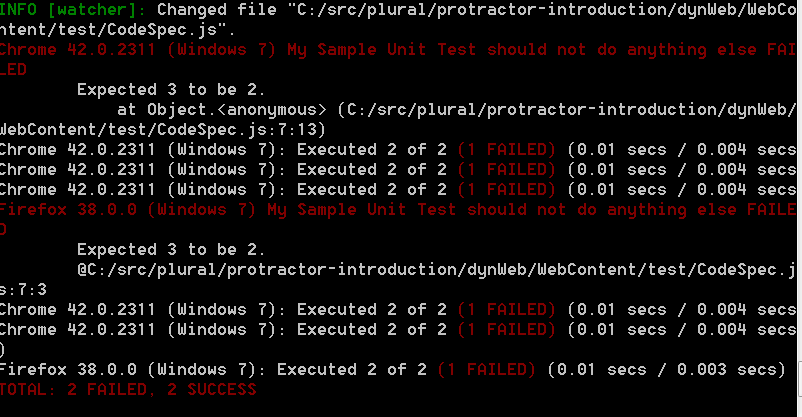 INFO [watcher]: Changed file "C:/src/plural/protractor-introduction/dynWeb/WebCo
ntent/test/CodeSpec.js".
Chrome 42.0.2311 (Windows 7) My Sample Unit Test should not do anything else FAI
LED
Expected 3 to be 2.
at Object.<anonymous> (C:/src/plural/protractor-introduction/dynWeb/
WebContent/test/CodeSpec.js:7:13)
Chrome 42.0.2311 (Windows 7): Executed 2 of 2 (1 FAILED) (0.01 secs / 0.004 secs
Chrome 42.0.2311 (Windows 7): Executed 2 of 2 (1 FAILED) (0.01 secs / 0.004 secs
Chrome 42.0.2311 (Windows 7): Executed 2 of 2 (1 FAILED) (0.01 secs / 0.004 secs
Firefox 38.0.0 (Windows 7) My Sample Unit Test should not do anything else FAILE
D
Expected 3 to be 2.
@C:/src/plural/protractor-introduction/dynWeb/WebContent/test/CodeSpec.j
s:7:3
Chrome 42.0.2311 (Windows 7): Executed 2 of 2 (1 FAILED) (0.01 secs / 0.004 secs
Chrome 42.0.2311 (Windows 7): Executed 2 of 2 (1 FAILED) (0.01 secs / 0.004 secs
)
Firefox 38.0.0 (Windows 7): Executed 2 of 2 (1 FAILED) (0.01 secs / 0.003 secs)
TOTAL: 2 FAILED, 2 SUCCESS